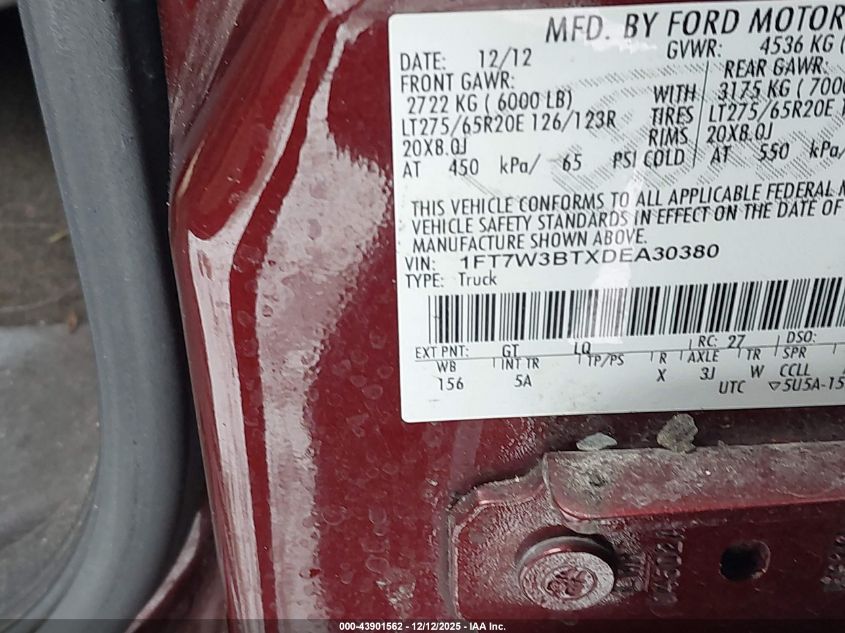 MFD. BY FORD MOTOR
DATE: 12/12 GVWR: 4536 KG (
FRONT GAWR: REAR GAWR:
2722 KG ( 6000 LB) WITH 3175 KG ( 7000
LT275/65R20E 126/123R TIRES LT275/65R20E 1
20X8.0J RIMS 20X8.0J
AT 450 kPa/ 65 PSI COLD AT 550 kPa/
THIS VEHICLE CONFORMS TO ALL APPLICABLE FEDERAL M
VEHICLE SAFETY STANDARDS IN EFFECT ON THE DATE OF
MANUFACTURE SHOWN ABOVE.
VIN: 1FT7W3BTXDEA30380
TYPE: Truck
EXT PNT: GT LQ RC: 27 DSO:
WB INT TR TP/PS R AXLE TR SPR
156 5A X 3J W CCLL
UTC ▽5U5A-15
000-43901562 - 12/12/2025 - IAA Inc.